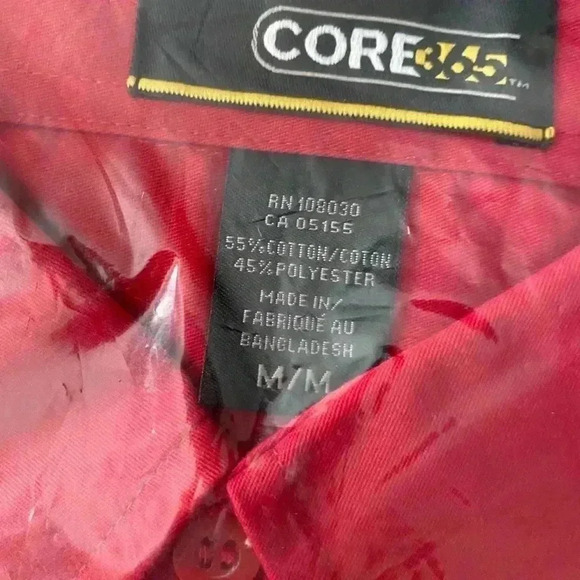 CORE365™
RN 108030
CA 05155
55%COTTON/COTON
45%POLYESTER
MADE IN/
FABRIQUÉ AU
BANGLADESH
M/M